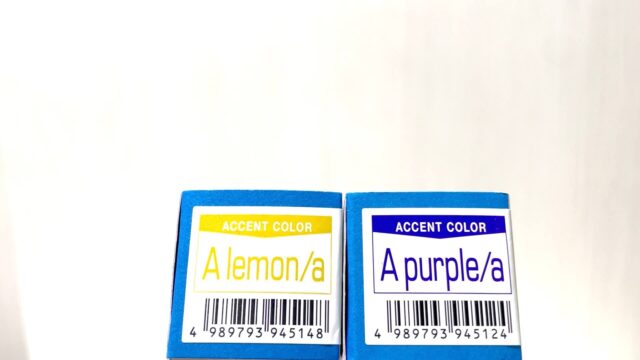 ACCENT COLOR
A lemon/a
4 989793 945148
ACCENT COLOR
A purple/a
4 989793 945124